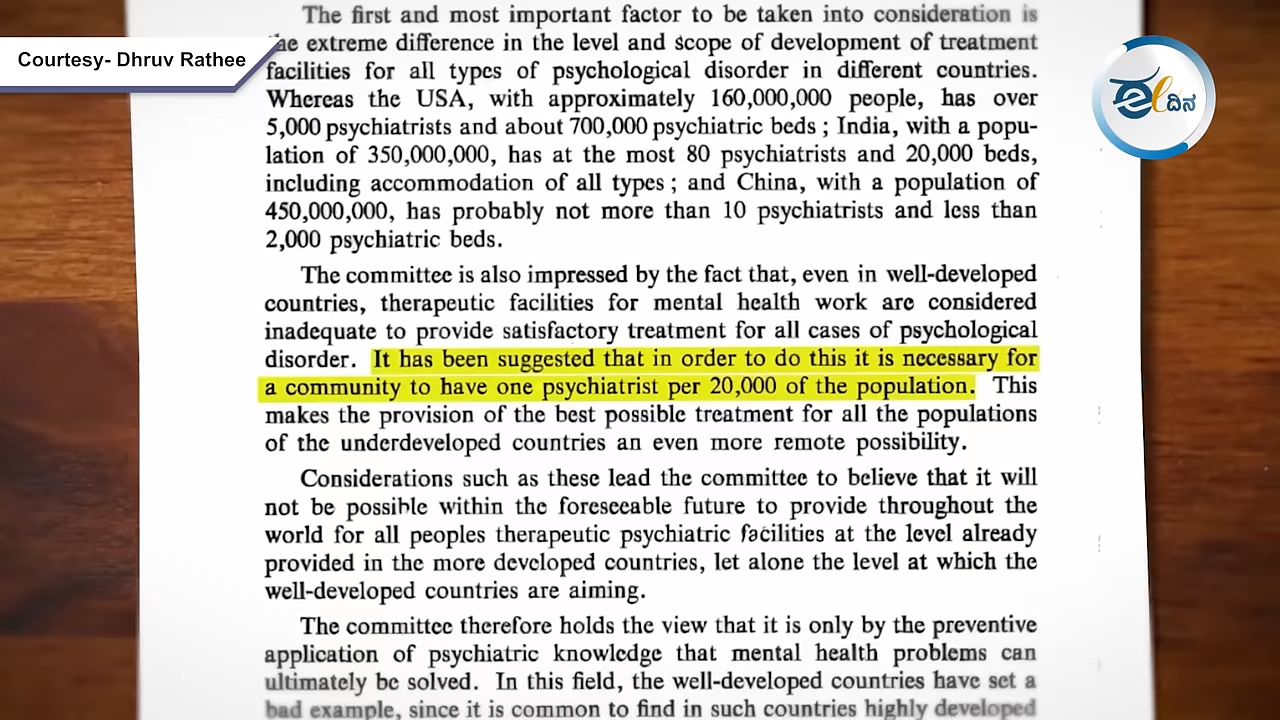 The first and most important factor to be taken into consideration is
Courtesy- Dhruv Rathee
the extreme difference in the level and scope of development of treatment
facilities for all types of psychological disorder in different countries.
Whereas the USA, with approximately 160,000,000 people, has over
5,000 psychiatrists and about 700,000 psychiatric beds ; India, with a popu-
lation of 350,000,000, has at the most 80 psychiatrists and 20,000 beds,
including accommodation of all types ; and China, with a population of
450,000,000, has probably not more than 10 psychiatrists and less than
2,000 psychiatric beds.
ಈ e ದಿನ
The committee is also impressed by the fact that, even in well-developed
countries, therapeutic facilities for mental health work are considered
inadequate to provide satisfactory treatment for all cases of psychological
disorder. It has been suggested that in order to do this it is necessary for
a community to have one psychiatrist per 20,000 of the population. This
makes the provision of the best possible treatment for all the populations
of the underdeveloped countries an even more remote possibility.
Considerations such as these lead the committee to believe that it will
not be possible within the foreseeable future to provide throughout the
world for all peoples therapeutic psychiatric facilities at the level already
provided in the more developed countries, let alone the level at which the
well-developed countries are aiming.
The committee therefore holds the view that it is only by the preventive
application of psychiatric knowledge that mental health problems can
ultimately be solved. In this field, the well-developed countries have set a
bad example, since it is common to find in such countries highly developed